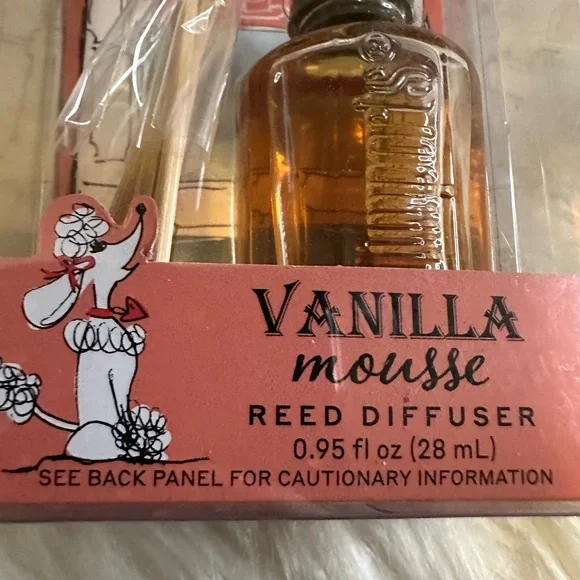 VANILLA
mousse
REED DIFFUSER
0.95 fl oz (28 mL)
SEE BACK PANEL FOR CAUTIONARY INFORMATION